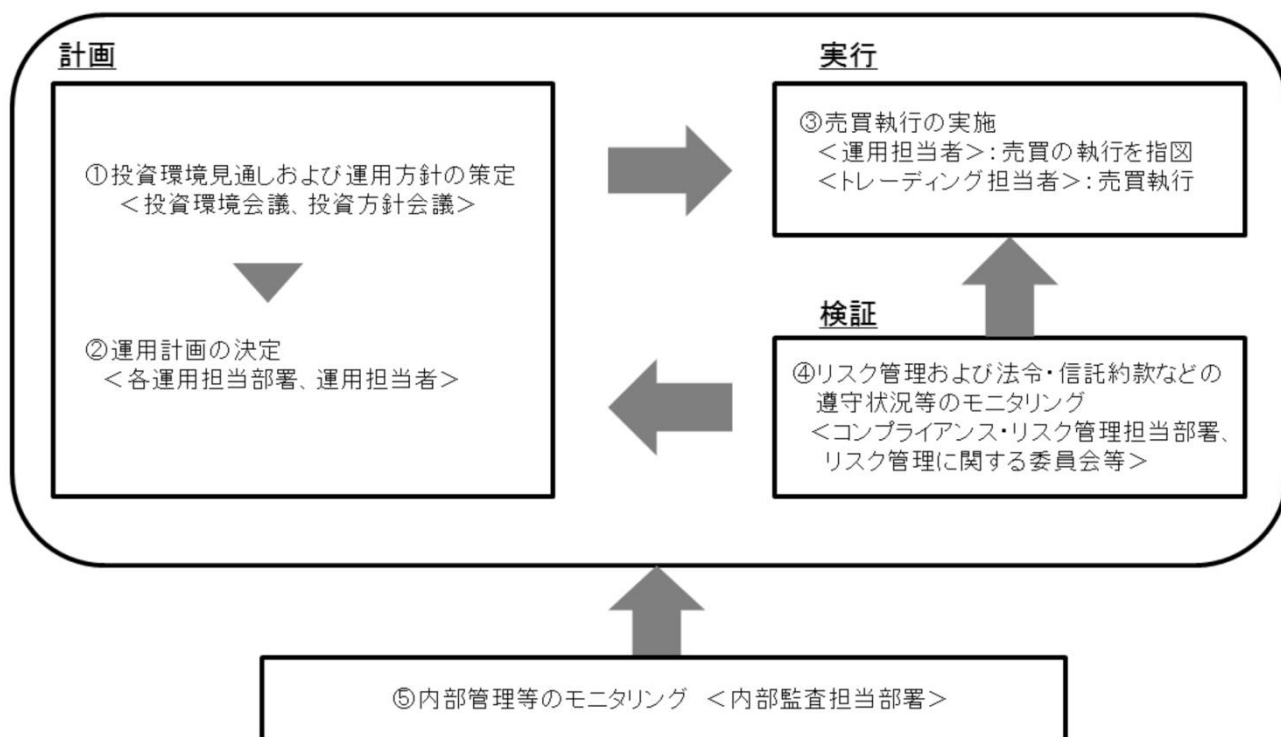 計画
①投資環境見通しおよび運用方針の策定
＜投資環境会議、投資方針会議＞
②運用計画の決定
＜各運用担当部署、運用担当者＞
実行
③売買執行の実施
＜運用担当者＞：売買の執行を指図
＜トレーディング担当者＞：売買執行
検証
④リスク管理および法令・信託約款などの
遵守状況等のモニタリング
＜コンプライアンス・リスク管理担当部署、
リスク管理に関する委員会等＞
⑤内部管理等のモニタリング ＜内部監査担当部署＞